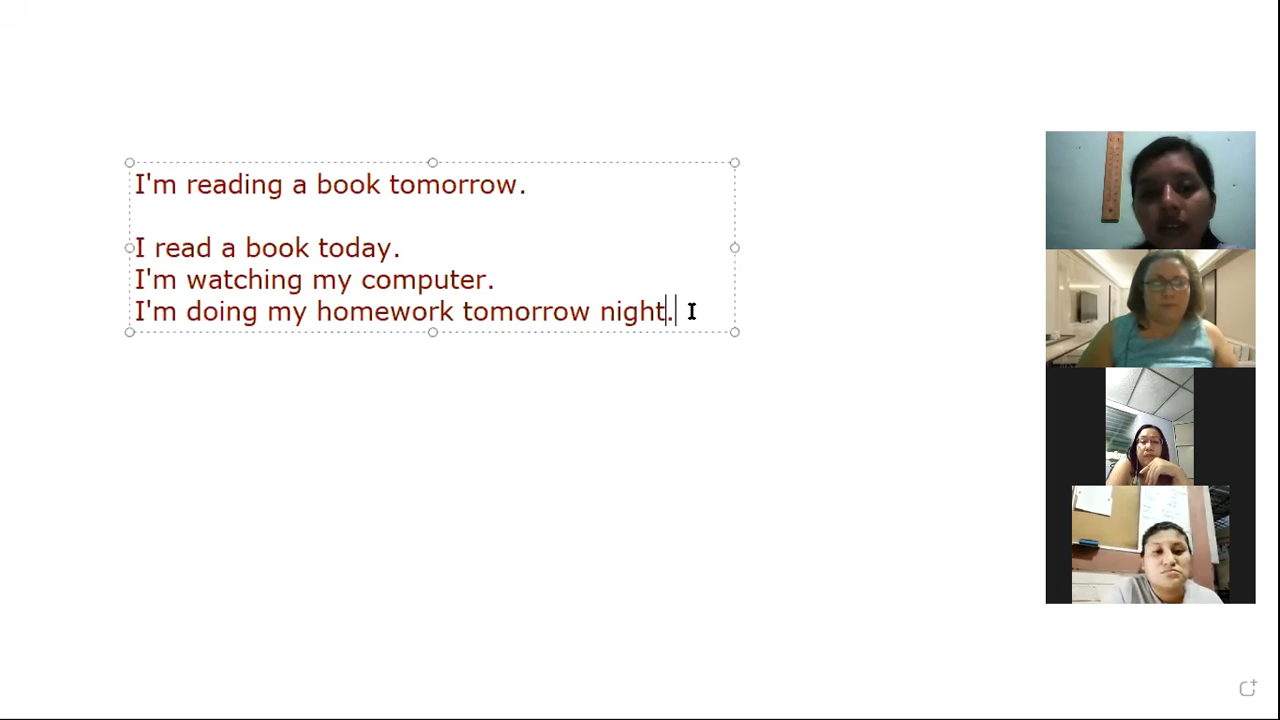 I'm reading a book tomorrow.
I read a book today.
I'm watching my computer.
I'm doing my homework tomorrow night.